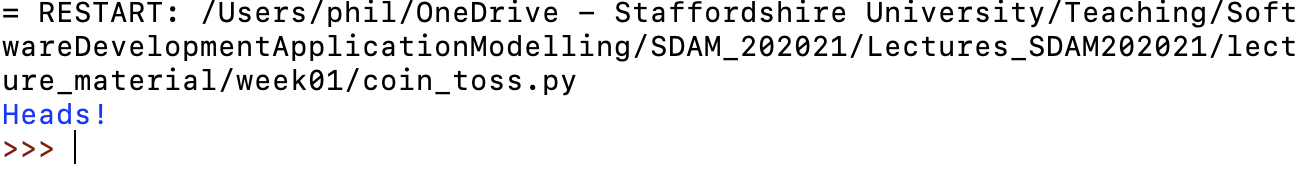 = RESTART: /Users/phil/OneDrive – Staffordshire University/Teaching/Soft
wareDevelopmentApplicationModelling/SDAM_202021/Lectures_SDAM202021/lect
ure_material/week01/coin_toss.py
Heads!
>>>